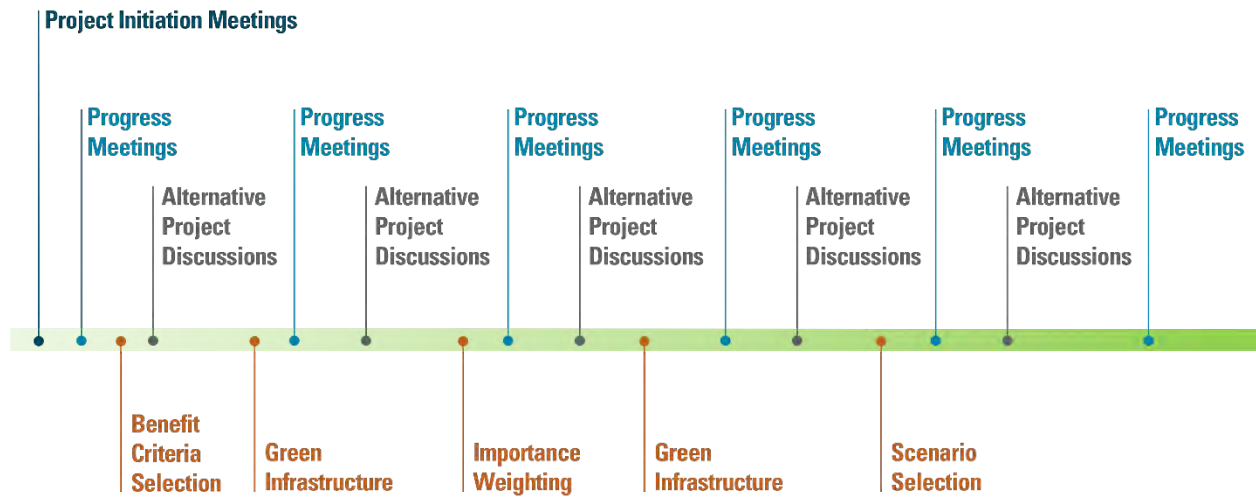 Project Initiation Meetings
Progress
Meetings
Progress
Meetings
Progress
Meetings
Progress
Meetings
Progress
Meetings
Progress
Meetings
Alternative
Project
Discussions
Alternative
Project
Discussions
Alternative
Project
Discussions
Alternative
Project
Discussions
Alternative
Project
Discussions
Benefit
Criteria
Selection
Green
Infrastructure
Importance
Weighting
Green
Infrastructure
Scenario
Selection